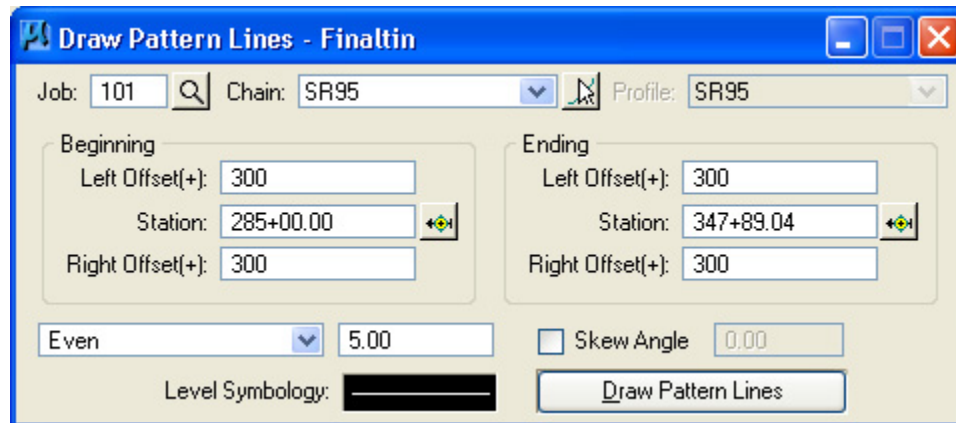 Draw Pattern Lines - Finaltin
Job: 101 Chain: SR95 Profile: SR95
Beginning Ending
Left Offset(+): 300 Left Offset(+): 300
Station: 285+00.00 Station: 347+89.04
Right Offset(+): 300 Right Offset(+): 300
Even 5.00 Skew Angle 0.00
Level Symbology: Draw Pattern Lines